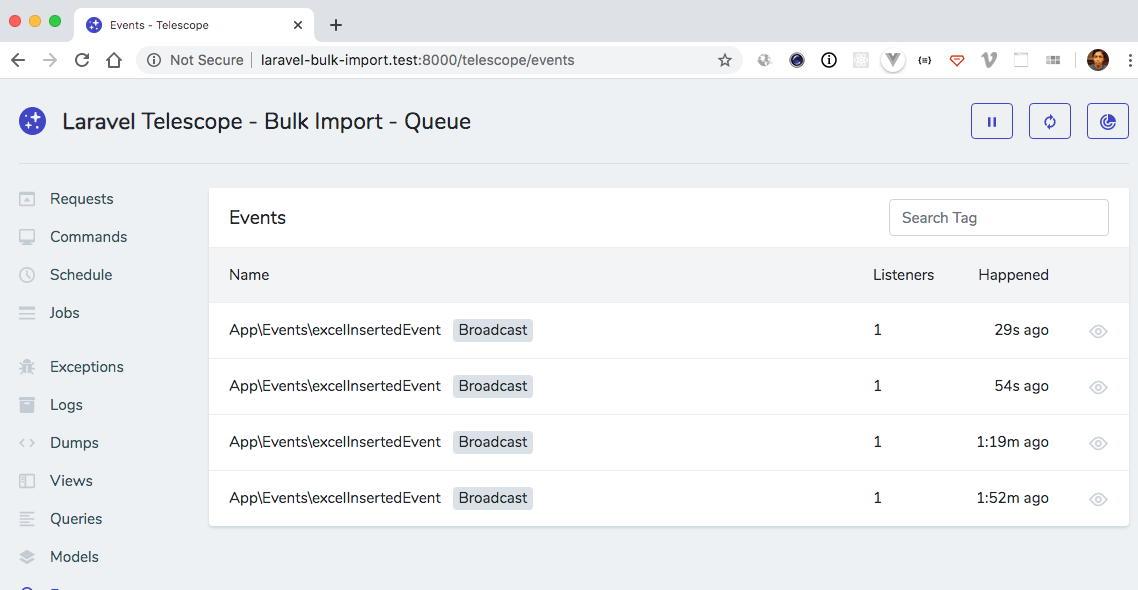 Events - Telescope
Not Secure laravel-bulk-import.test:8000/telescope/events
Laravel Telescope - Bulk Import - Queue
Requests
Commands
Schedule
Jobs
Exceptions
Logs
Dumps
Views
Queries
Models
Events
Search Tag
Name Listeners Happened
App\Events\excelInsertedEvent Broadcast 1 29s ago
App\Events\excelInsertedEvent Broadcast 1 54s ago
App\Events\excelInsertedEvent Broadcast 1 1:19m ago
App\Events\excelInsertedEvent Broadcast 1 1:52m ago